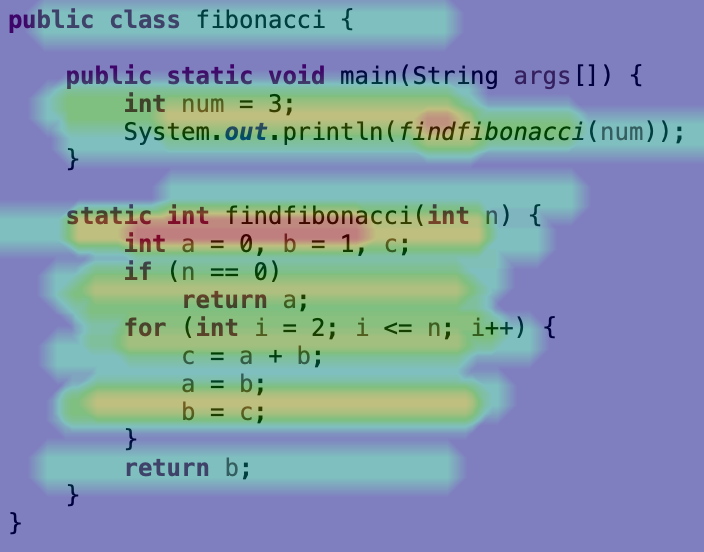 public class fibonacci {
public static void main(String args[]) {
int num = 3;
System.out.println(findfibonacci(num));
}
static int findfibonacci(int n) {
int a = 0, b = 1, c;
if (n == 0)
return a;
for (int i = 2; i <= n; i++) {
c = a + b;
a = b;
b = c;
}
return b;
}
}